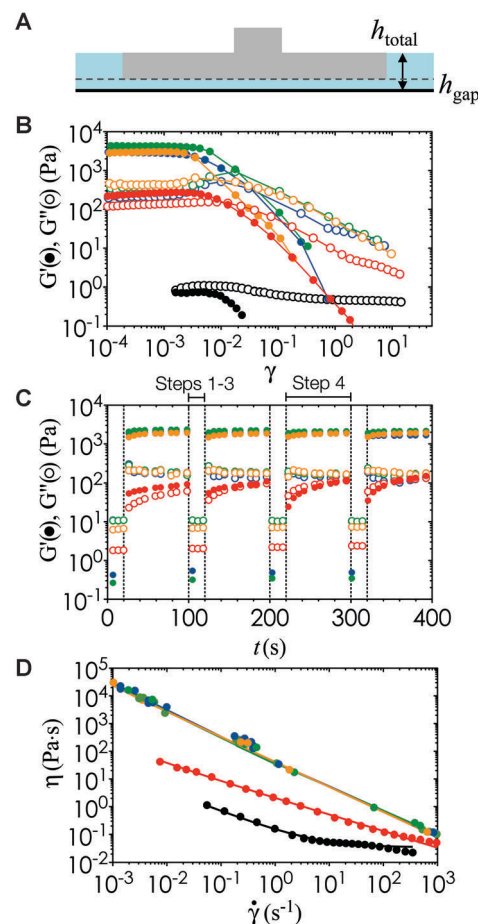 A
h_total
h_gap
B
G'(●), G''(○) (Pa)
10^4
10^3
10^2
10^1
10^0
10^-1
10^-4 10^-3 10^-2 10^-1 10^0 10^1
γ
Steps 1-3 Step 4
C
G'(●), G''(○) (Pa)
10^4
10^3
10^2
10^1
10^0
10^-1
0 100 200 300 400
t (s)
D
η (Pa·s)
10^5
10^4
10^3
10^2
10^1
10^0
10^-1
10^-2
10^-3 10^-2 10^-1 10^0 10^1 10^2 10^3
γ̇ (s^-1)